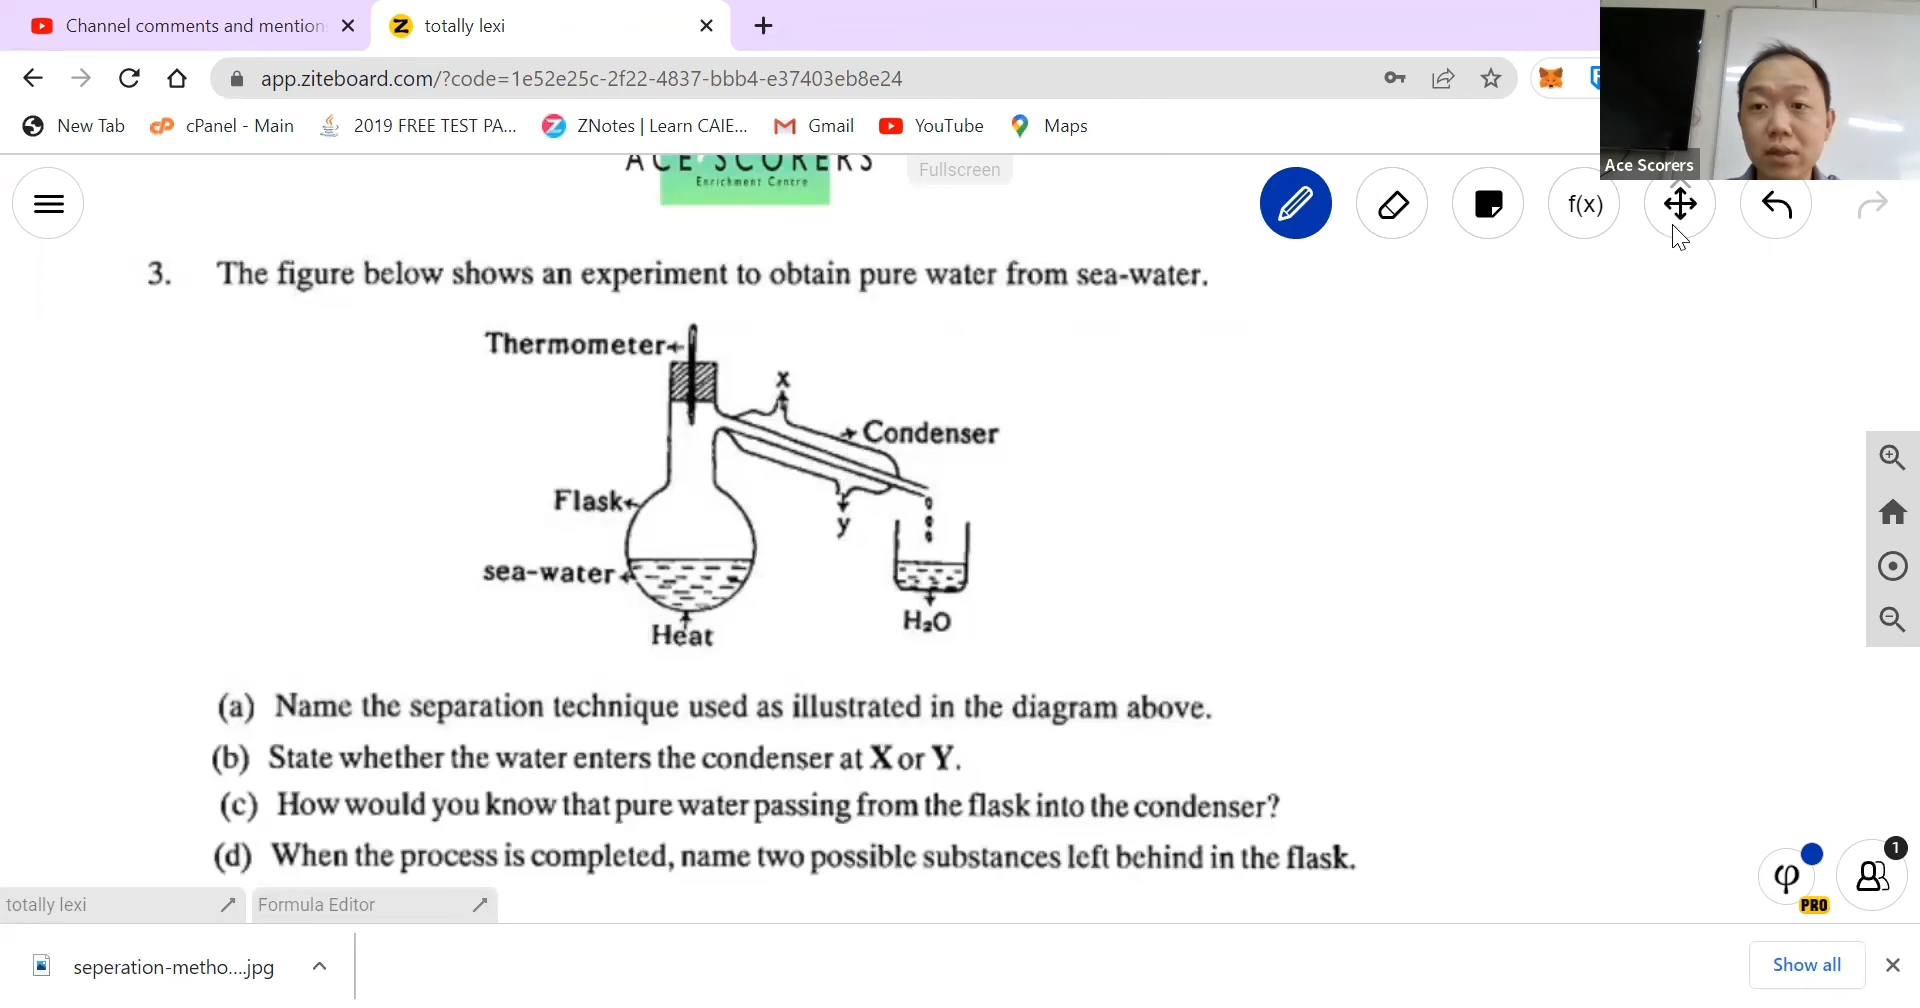 Channel comments and mention
totally lexi
app.ziteboard.com/?code=1e52e25c-2f22-4837-bbb4-e37403eb8e24
New Tab
cPanel - Main
2019 FREE TEST PA...
ZNotes | Learn CAIE...
Gmail
YouTube
Maps
Ace Scorers
ACE SCORERS
Enrichment Centre
Fullscreen
f(x)
3. The figure below shows an experiment to obtain pure water from sea-water.
Thermometer
x
Condenser
Flask
y
sea-water
H₂O
Heat
(a) Name the separation technique used as illustrated in the diagram above.
(b) State whether the water enters the condenser at X or Y.
(c) How would you know that pure water passing from the flask into the condenser?
(d) When the process is completed, name two possible substances left behind in the flask.
1
φ
PRO
totally lexi
Formula Editor
seperation-metho....jpg
Show all